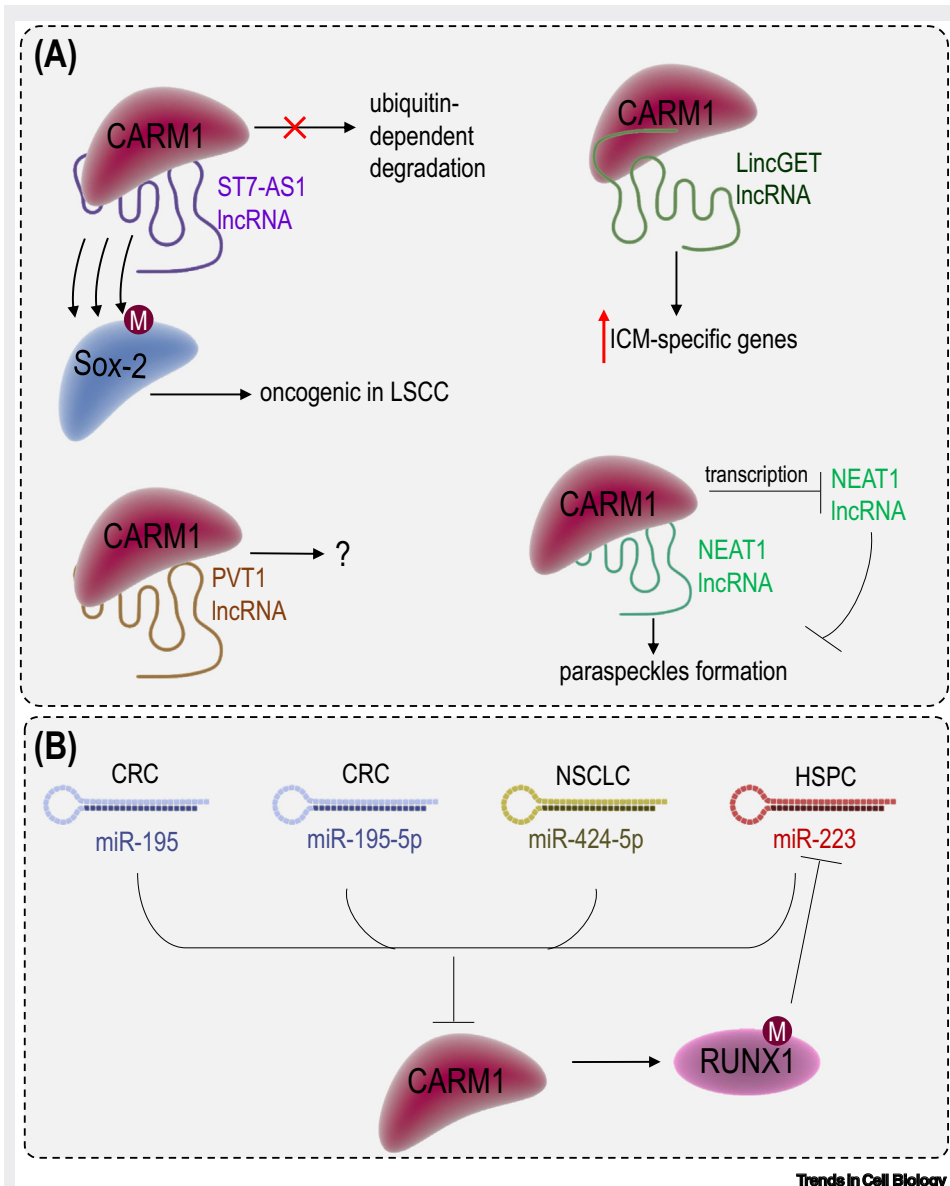 (A)
CARM1
ubiquitin-
dependent
degradation
ST7-AS1
lncRNA
M
Sox-2
oncogenic in LSCC
CARM1
LincGET
lncRNA
ICM-specific genes
CARM1
?
PVT1
lncRNA
CARM1
transcription
NEAT1
lncRNA
NEAT1
lncRNA
paraspeckles formation
(B)
CRC
CRC
NSCLC
HSPC
miR-195
miR-195-5p
miR-424-5p
miR-223
CARM1
M
RUNX1
Trends in Cell Biology